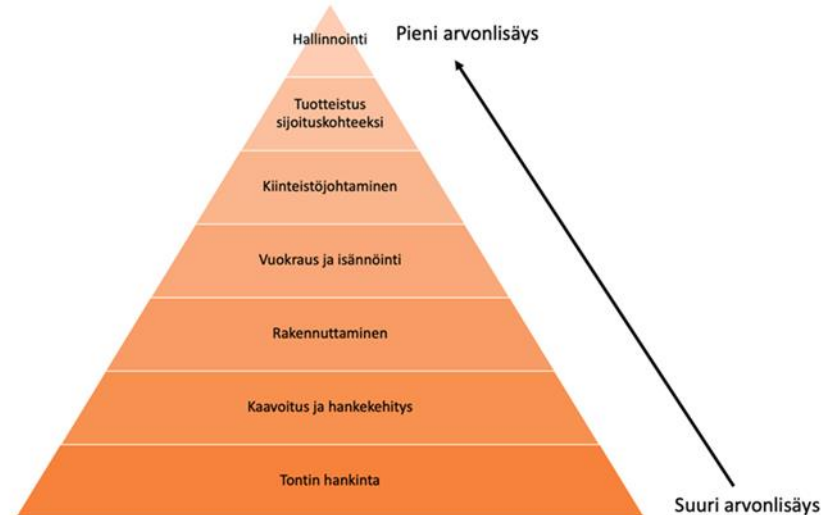 Hallinnointi
Pieni arvonlisäys
Tuotteistus
sijoituskohteeksi
Kiinteistöjohtaminen
Vuokraus ja isännöinti
Rakennuttaminen
Kaavoitus ja hankekehitys
Tontin hankinta
Suuri arvonlisäys